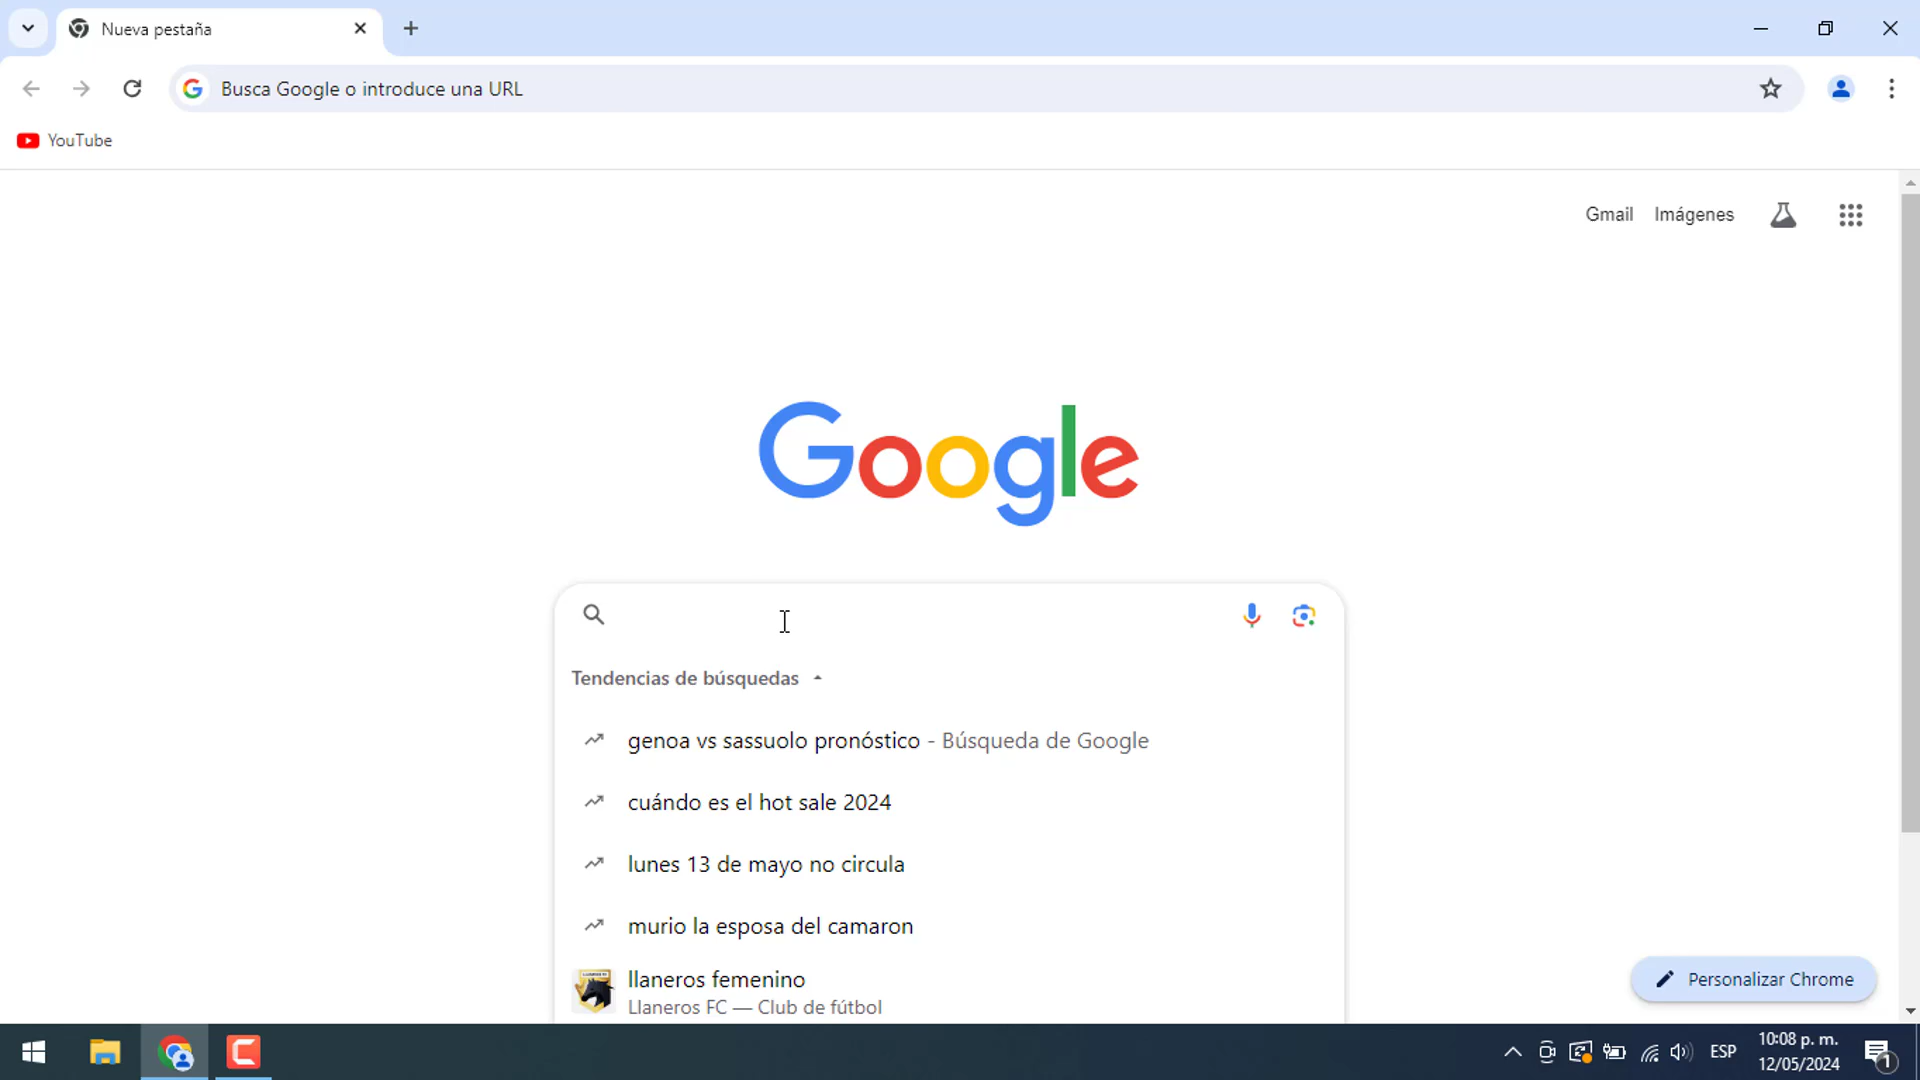 Nueva pestaña
Busca Google o introduce una URL
YouTube
Gmail Imágenes
Google
Tendencias de búsquedas
genoa vs sassuolo pronóstico - Búsqueda de Google
cuándo es el hot sale 2024
lunes 13 de mayo no circula
murio la esposa del camaron
llaneros femenino
Llaneros FC — Club de fútbol
Personalizar Chrome
ESP
10:08 p. m.
12/05/2024
1